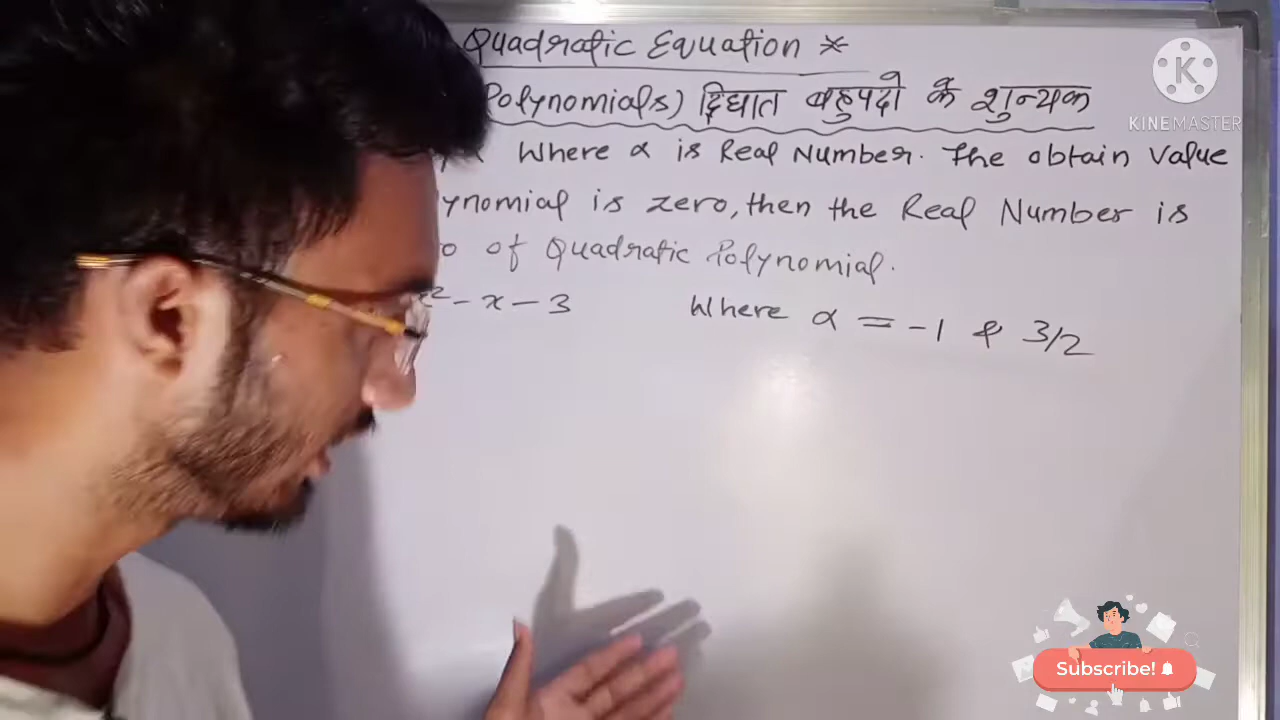 Quadratic Equation *
Polynomials) द्विघात बहुपदो के शुन्यक
Where α is Real Number. The obtain Value
ynomial is zero, then the Real Number is
o of Quadratic Polynomial.
x² - x - 3 Where α = -1 & 3/2
K
KINEMASTER
Subscribe!